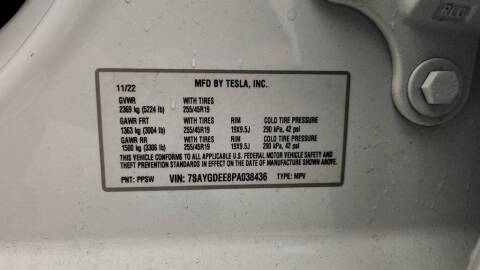 11/22 MFD BY TESLA, INC.
GVWR WITH TIRES
2369 kg (5224 lb) 255/45R19
GAWR FRT WITH TIRES RIM COLD TIRE PRESSURE
1363 kg (3004 lb) 255/45R19 19X9.5J 290 kPa, 42 psi
GAWR RR WITH TIRES RIM COLD TIRE PRESSURE
1500 kg (3306 lb) 255/45R19 19X9.5J 290 kPa, 42 psi
THIS VEHICLE CONFORMS TO ALL APPLICABLE U.S. FEDERAL MOTOR VEHICLE SAFETY AND
THEFT PREVENTION STANDARDS IN EFFECT ON THE DATE OF MANUFACTURE SHOWN ABOVE.
PNT: PPSW VIN: 7SAYGDEE8PA038436 TYPE: MPV